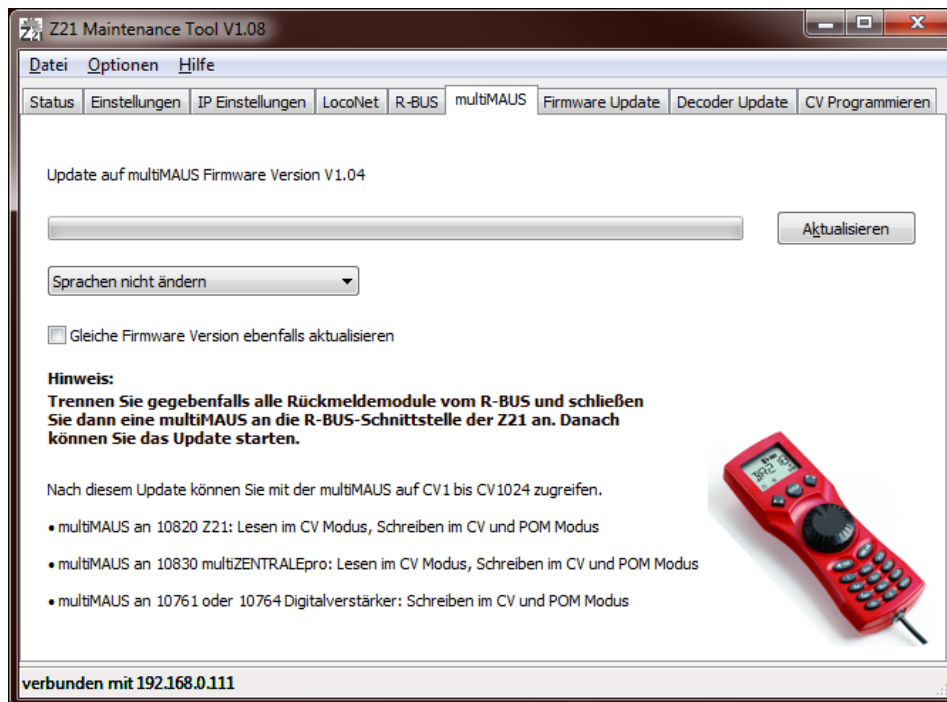 Z21 Maintenance Tool V1.08
Datei Optionen Hilfe
Status Einstellungen IP Einstellungen LocoNet R-BUS multiMAUS Firmware Update Decoder Update CV Programmieren
Update auf multiMAUS Firmware Version V1.04
Aktualisieren
Sprachen nicht ändern
Gleiche Firmware Version ebenfalls aktualisieren
Hinweis:
Trennen Sie gegebenfalls alle Rückmeldemodule vom R-BUS und schließen
Sie dann eine multiMAUS an die R-BUS-Schnittstelle der Z21 an. Danach
können Sie das Update starten.
Nach diesem Update können Sie mit der multiMAUS auf CV1 bis CV1024 zugreifen.
• multiMAUS an 10820 Z21: Lesen im CV Modus, Schreiben im CV und POM Modus
• multiMAUS an 10830 multiZENTRALEpro: Lesen im CV Modus, Schreiben im CV und POM Modus
• multiMAUS an 10761 oder 10764 Digitalverstärker: Schreiben im CV und POM Modus
verbunden mit 192.168.0.111